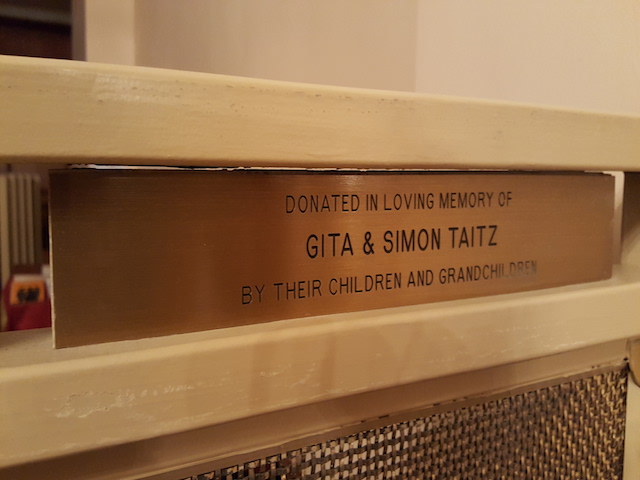 DONATED IN LOVING MEMORY OF
GITA & SIMON TAITZ
BY THEIR CHILDREN AND GRANDCHILDREN